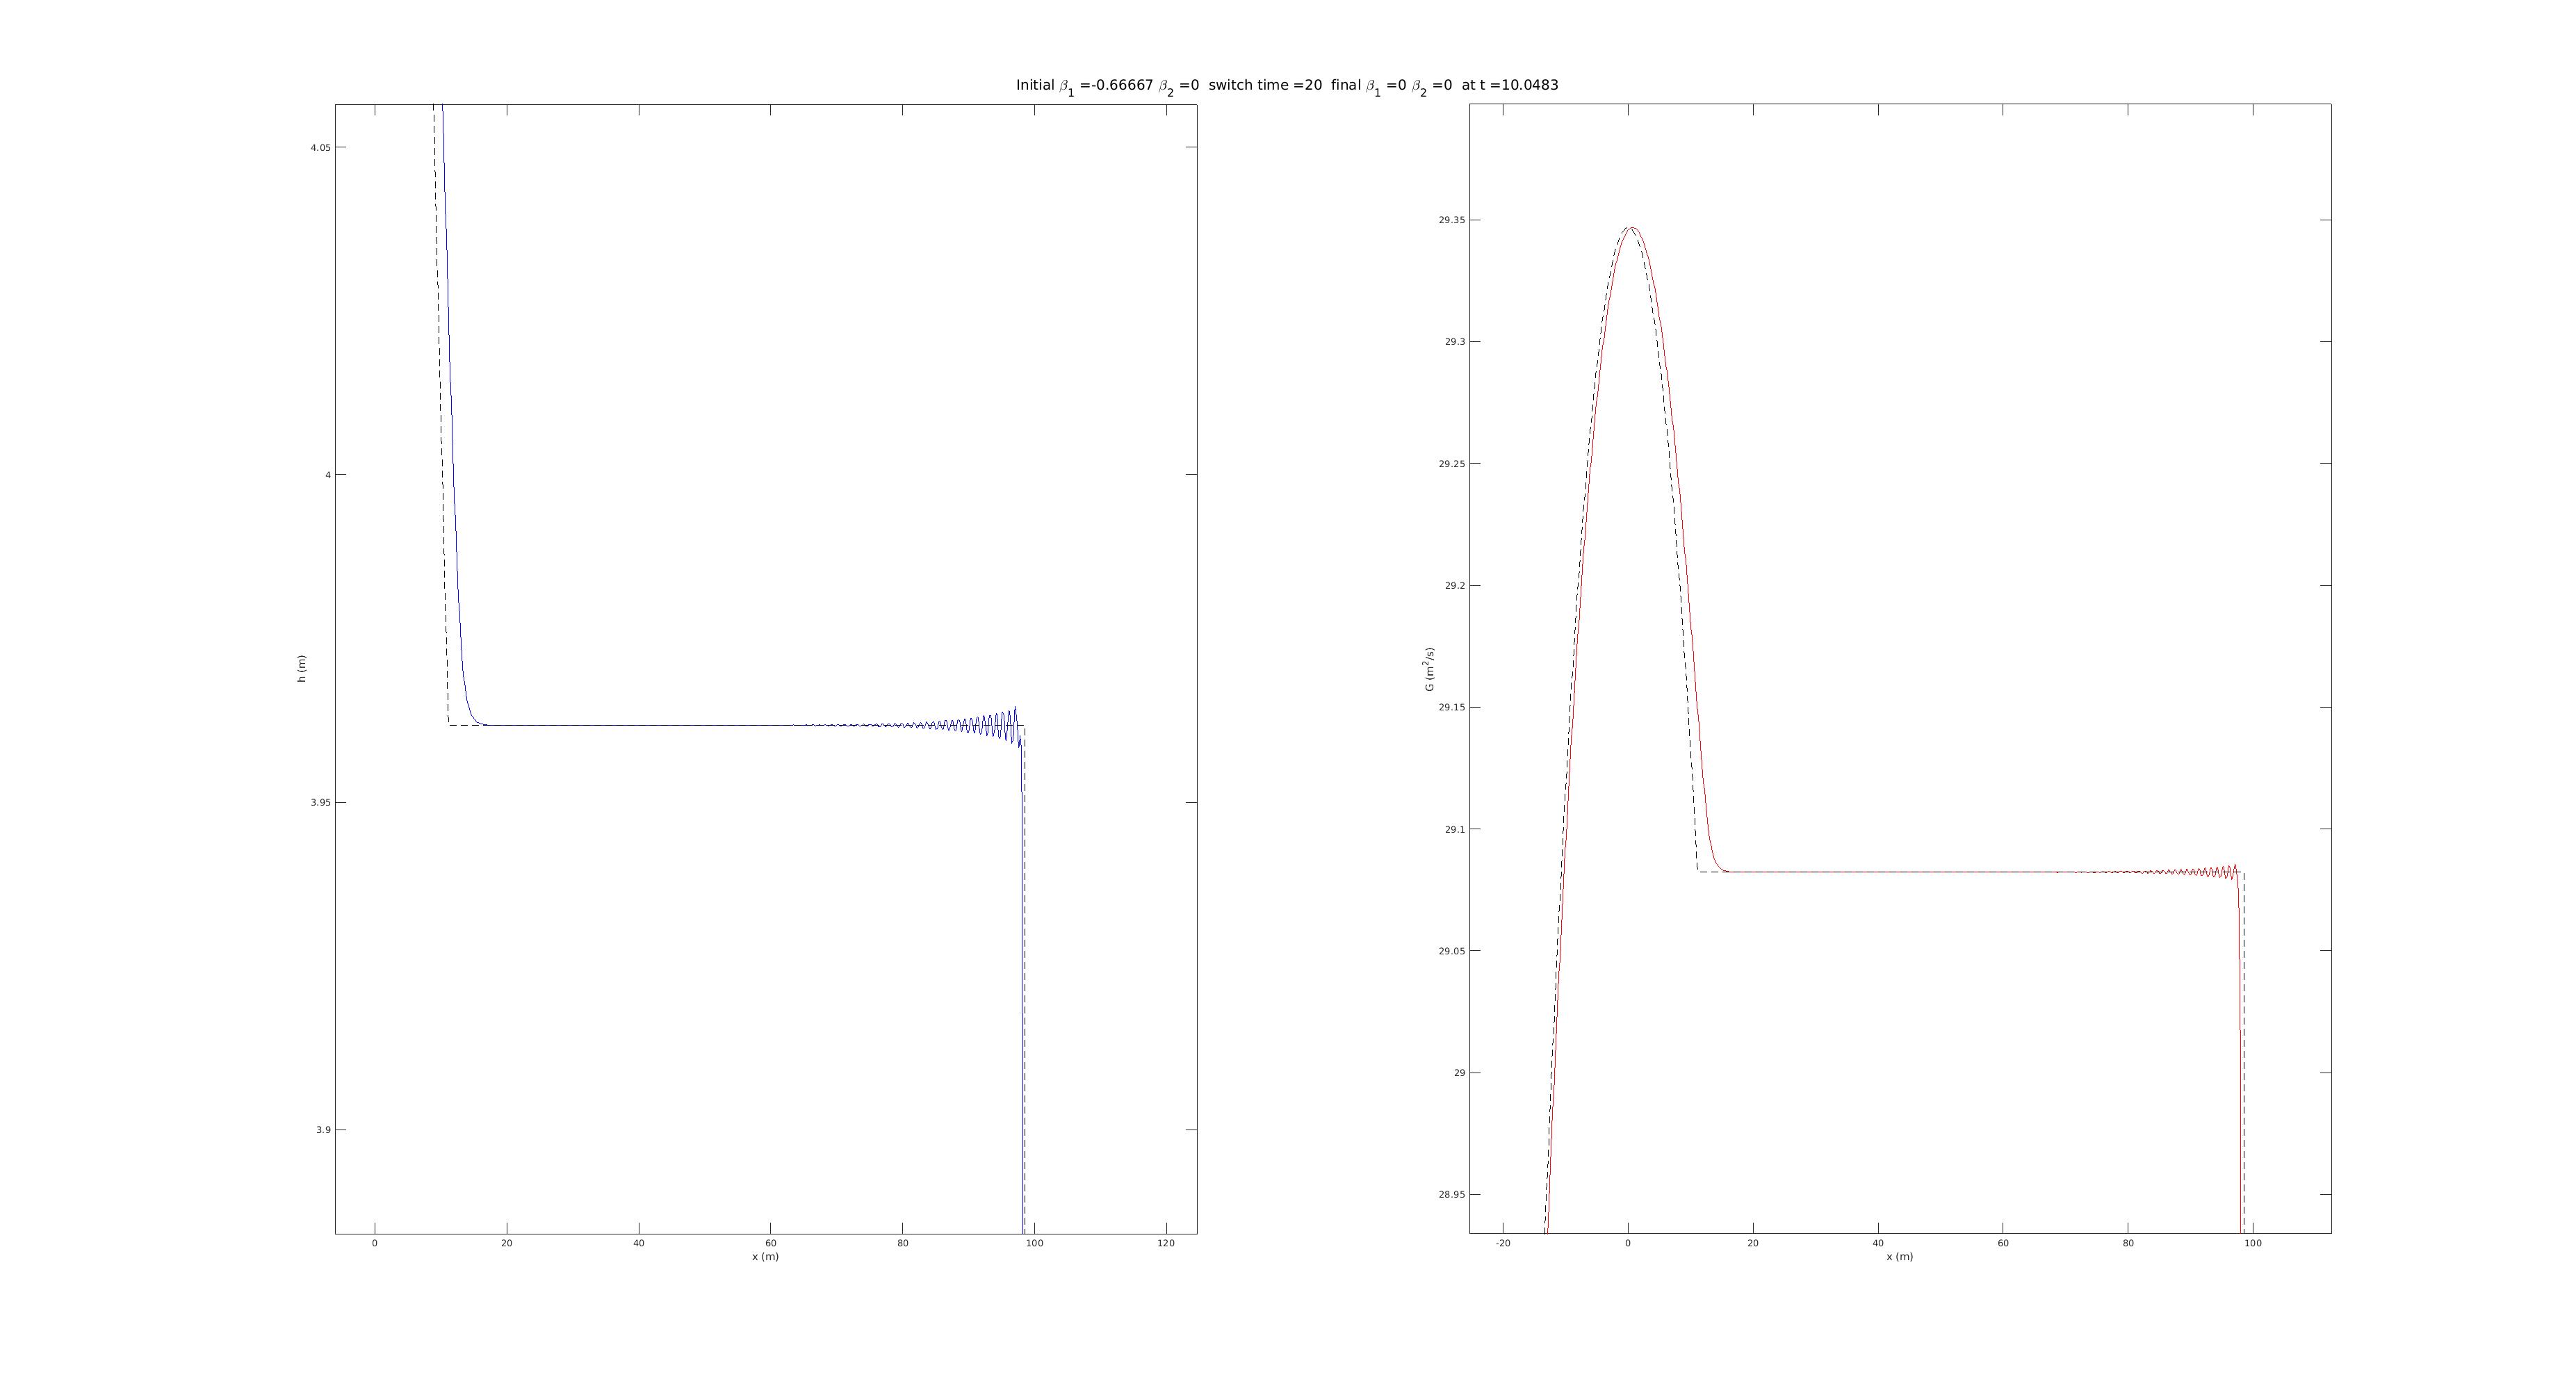 Initial β1 =-0.66667 β2 =0 switch time =20 final β1 =0 β2 =0 at t =10.0483
4.05
4
3.95
3.9
h (m)
0 20 40 60 80 100 120
x (m)
29.35
29.3
29.25
29.2
29.15
29.1
29.05
29
28.95
G (m2/s)
-20 0 20 40 60 80 100
x (m)